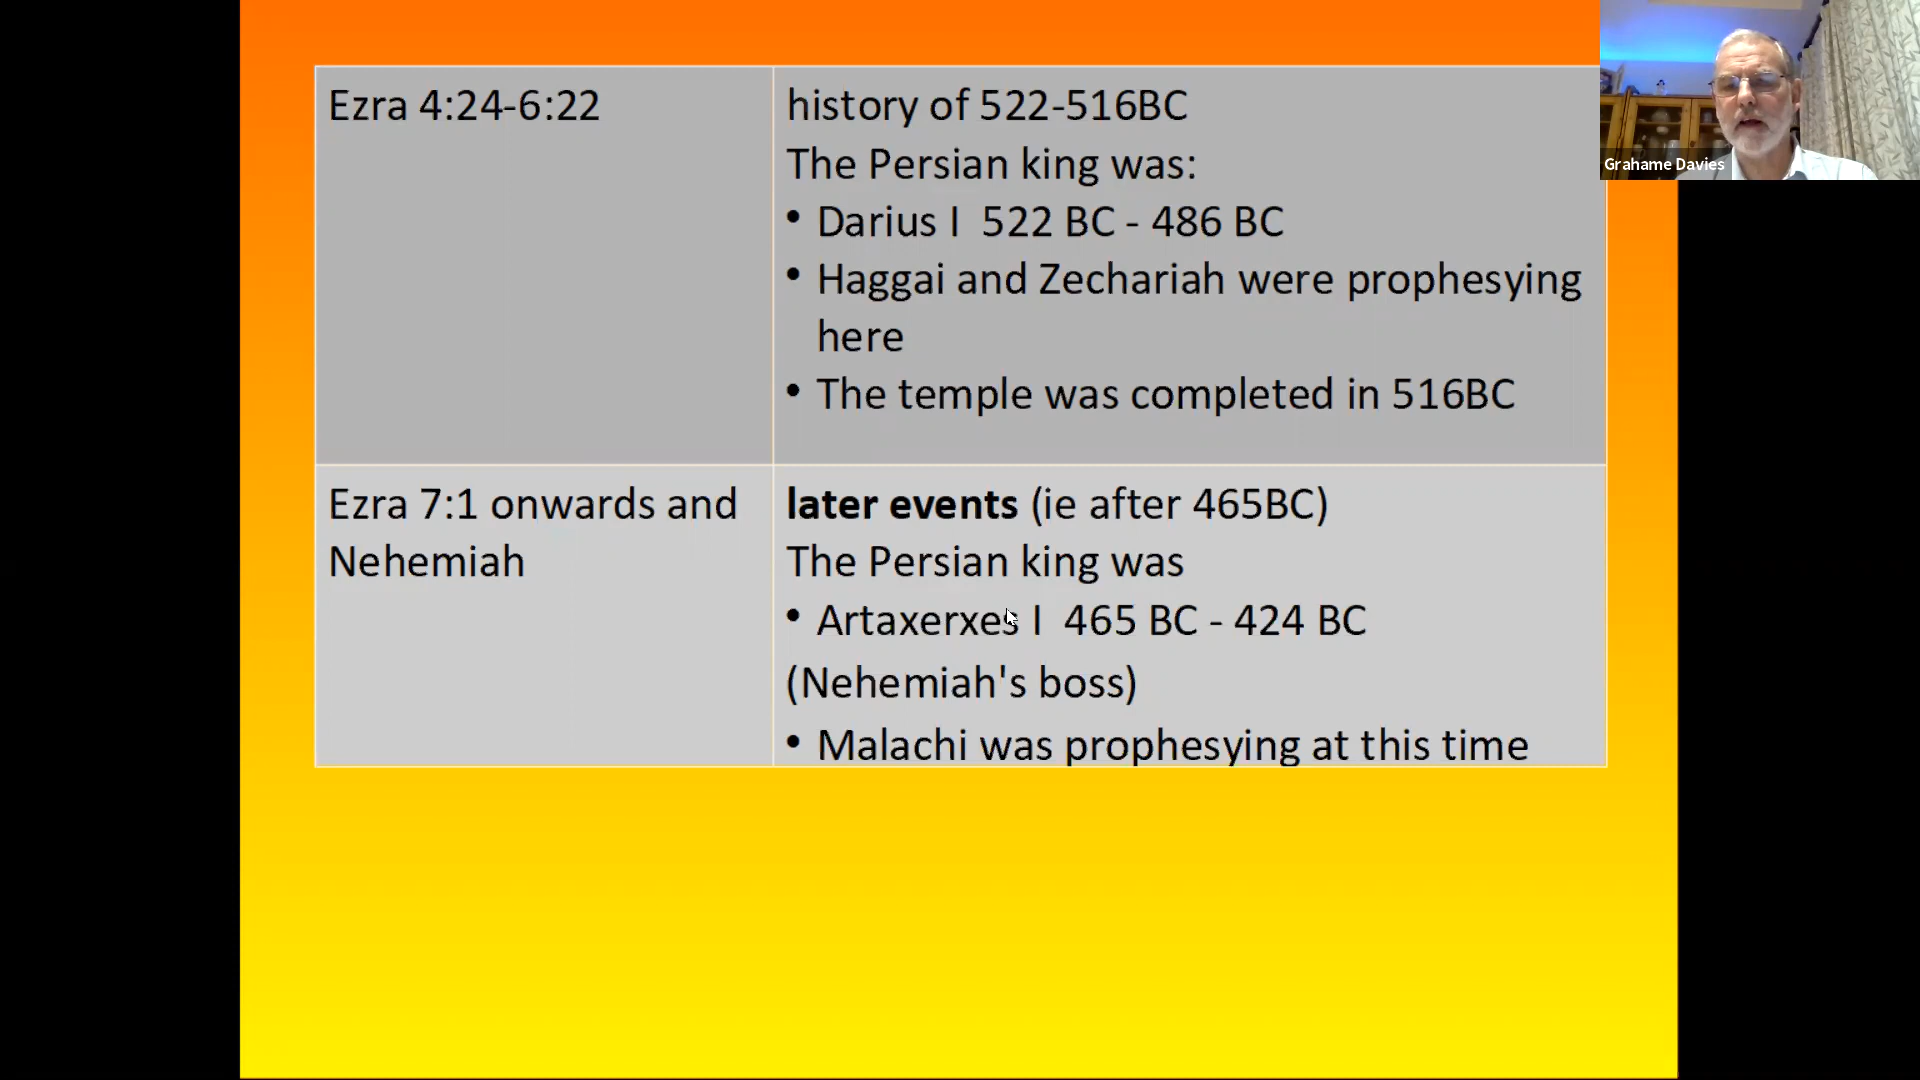 Ezra 4:24-6:22
history of 522-516BC
The Persian king was:
• Darius I  522 BC - 486 BC
• Haggai and Zechariah were prophesying
here
• The temple was completed in 516BC
Ezra 7:1 onwards and
Nehemiah
later events (ie after 465BC)
The Persian king was
• Artaxerxes I  465 BC - 424 BC
(Nehemiah's boss)
• Malachi was prophesying at this time
Grahame Davies